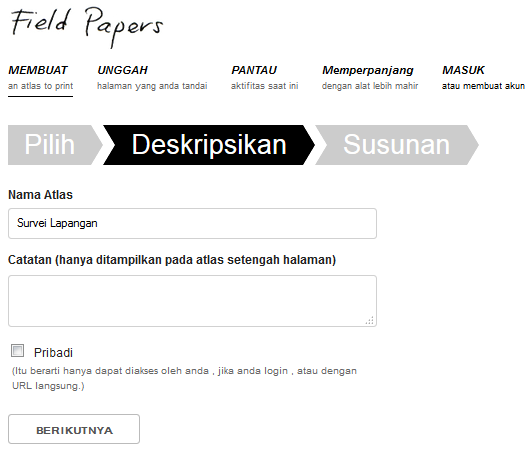 Field Papers
MEMBUAT UNGGAH PANTAU Memperpanjang MASUK
an atlas to print halaman yang anda tandai aktifitas saat ini dengan alat lebih mahir atau membuat akun
Pilih Deskripsikan Susunan
Nama Atlas
Survei Lapangan
Catatan (hanya ditampilkan pada atlas setengah halaman)
Pribadi
(Itu berarti hanya dapat diakses oleh anda , jika anda login , atau dengan
URL langsung.)
BERIKUTNYA